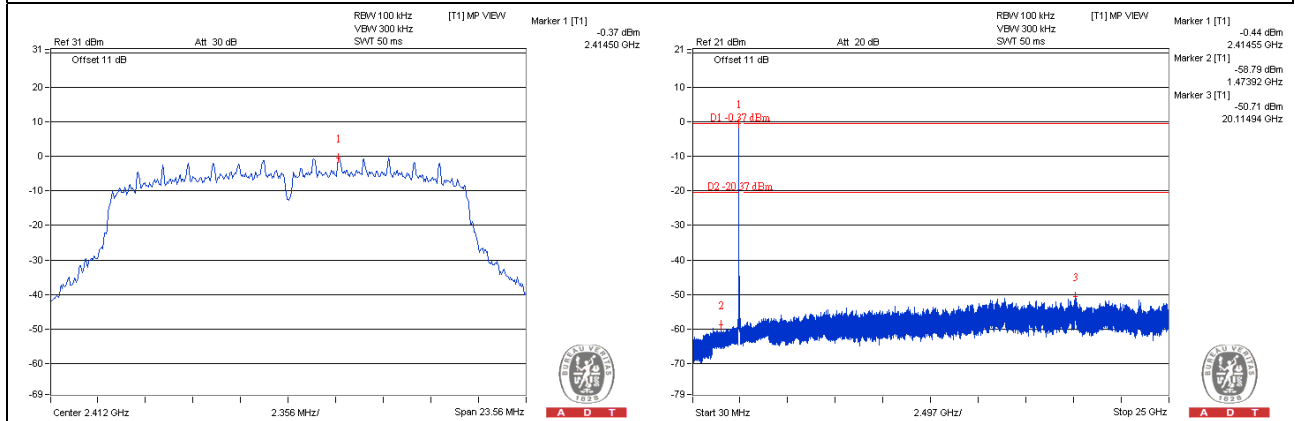 RBW 100 kHz
VBW 300 kHz
SWT 50 ms
[T1] MP VIEW
Ref 31 dBm
Att 30 dB
Offset 11 dB
Marker 1 [T1]
-0.37 dBm
2.41450 GHz
31
20
10
0
-10
-20
-30
-40
-50
-60
-69
1
Center 2.412 GHz
2.356 MHz/
Span 23.56 MHz
BUREAU VERITAS
1828
A D T
RBW 100 kHz
VBW 300 kHz
SWT 50 ms
[T1] MP VIEW
Ref 21 dBm
Att 20 dB
Offset 11 dB
Marker 1 [T1]
-0.44 dBm
2.41455 GHz
Marker 2 [T1]
-58.79 dBm
1.47392 GHz
Marker 3 [T1]
-50.71 dBm
20.11494 GHz
21
10
0
-10
-20
-30
-40
-50
-60
-70
-79
1
D1 -0.37 dBm
D2 -20.37 dBm
2
3
Start 30 MHz
2.497 GHz/
Stop 25 GHz
BUREAU VERITAS
1828
A D T